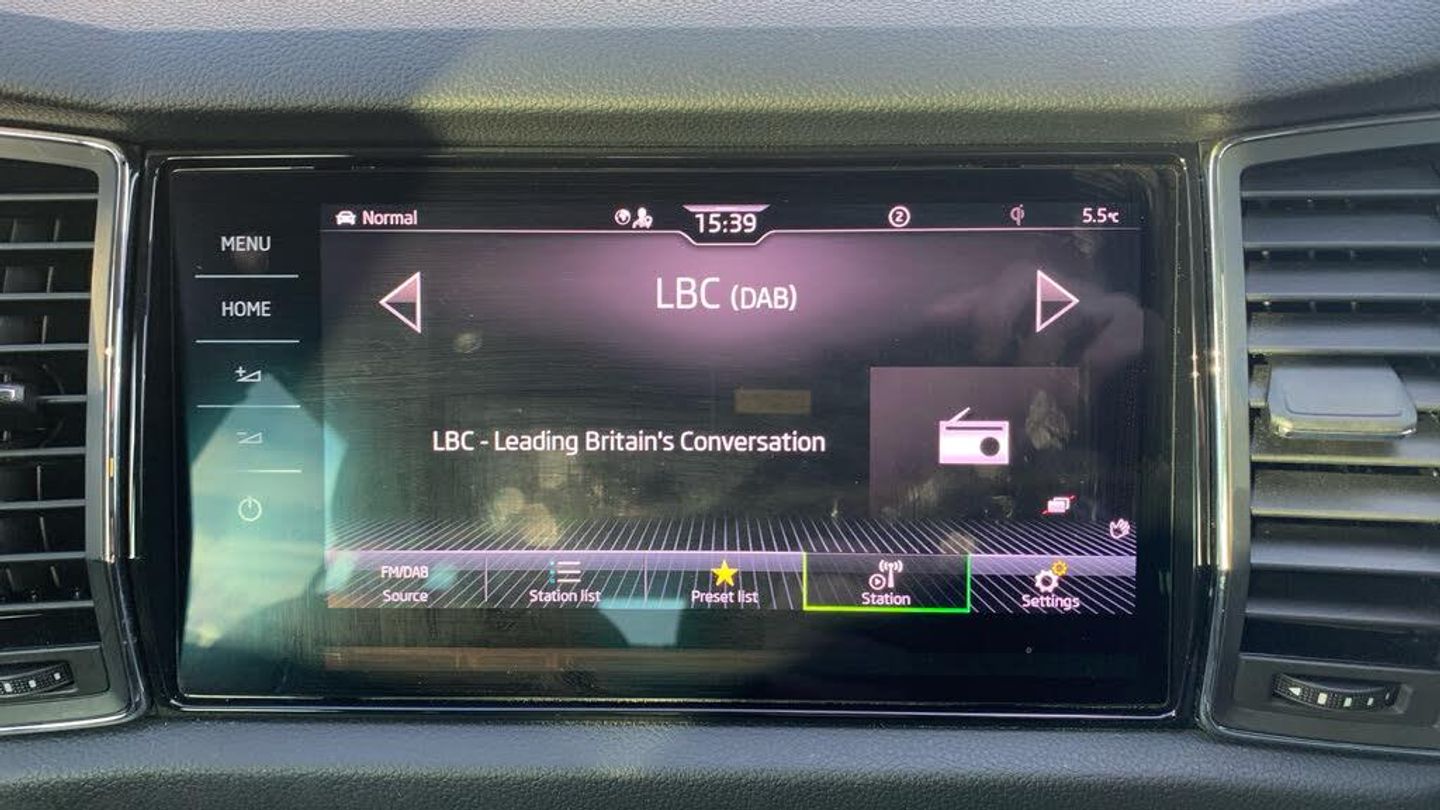 Normal
15:39
2
5.5°C
MENU
HOME
LBC (DAB)
LBC - Leading Britain's Conversation
FM/DAB
Source
Station list
Preset list
Station
Settings